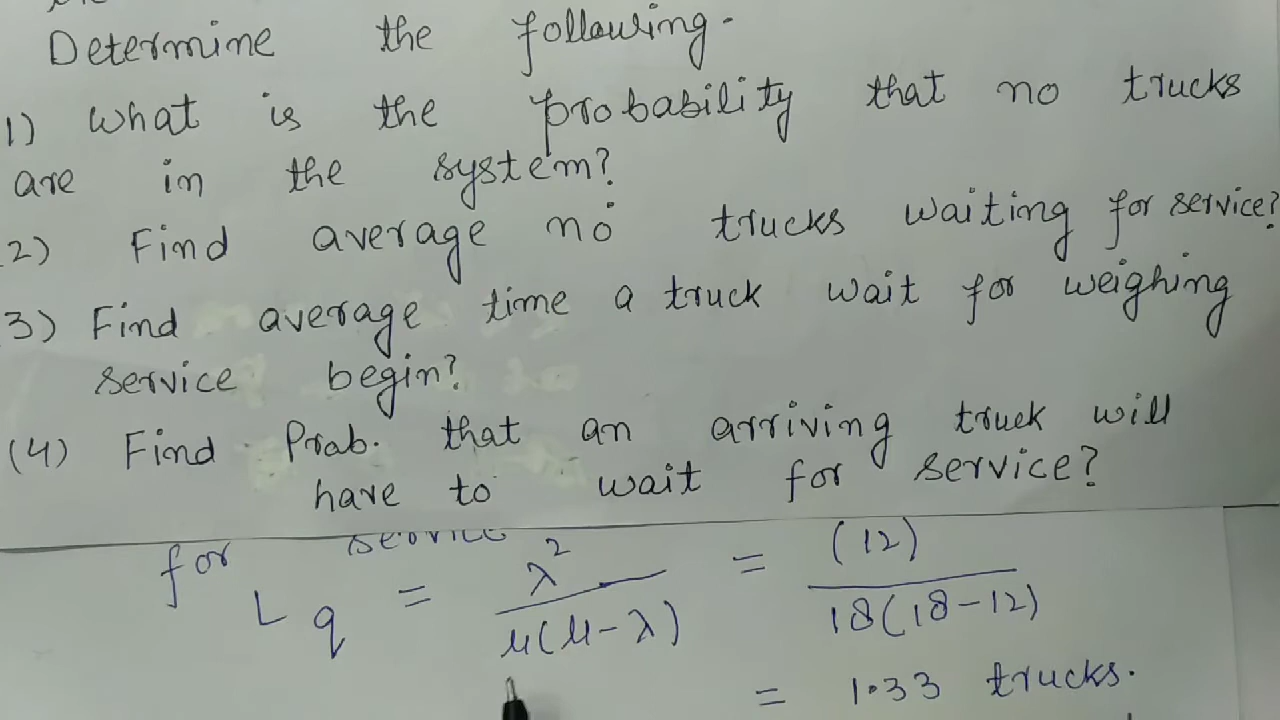 Determine the following-
1) What is the probability that no trucks
are in the system?
2) Find average no trucks waiting for service?
3) Find average time a truck wait for weighing
service begin?
(4) Find Prob. that an arriving truck will
have to wait for service?
for service
Lq = λ² / μ(μ-λ) = (12) / 18(18-12)
= 1.33 trucks.